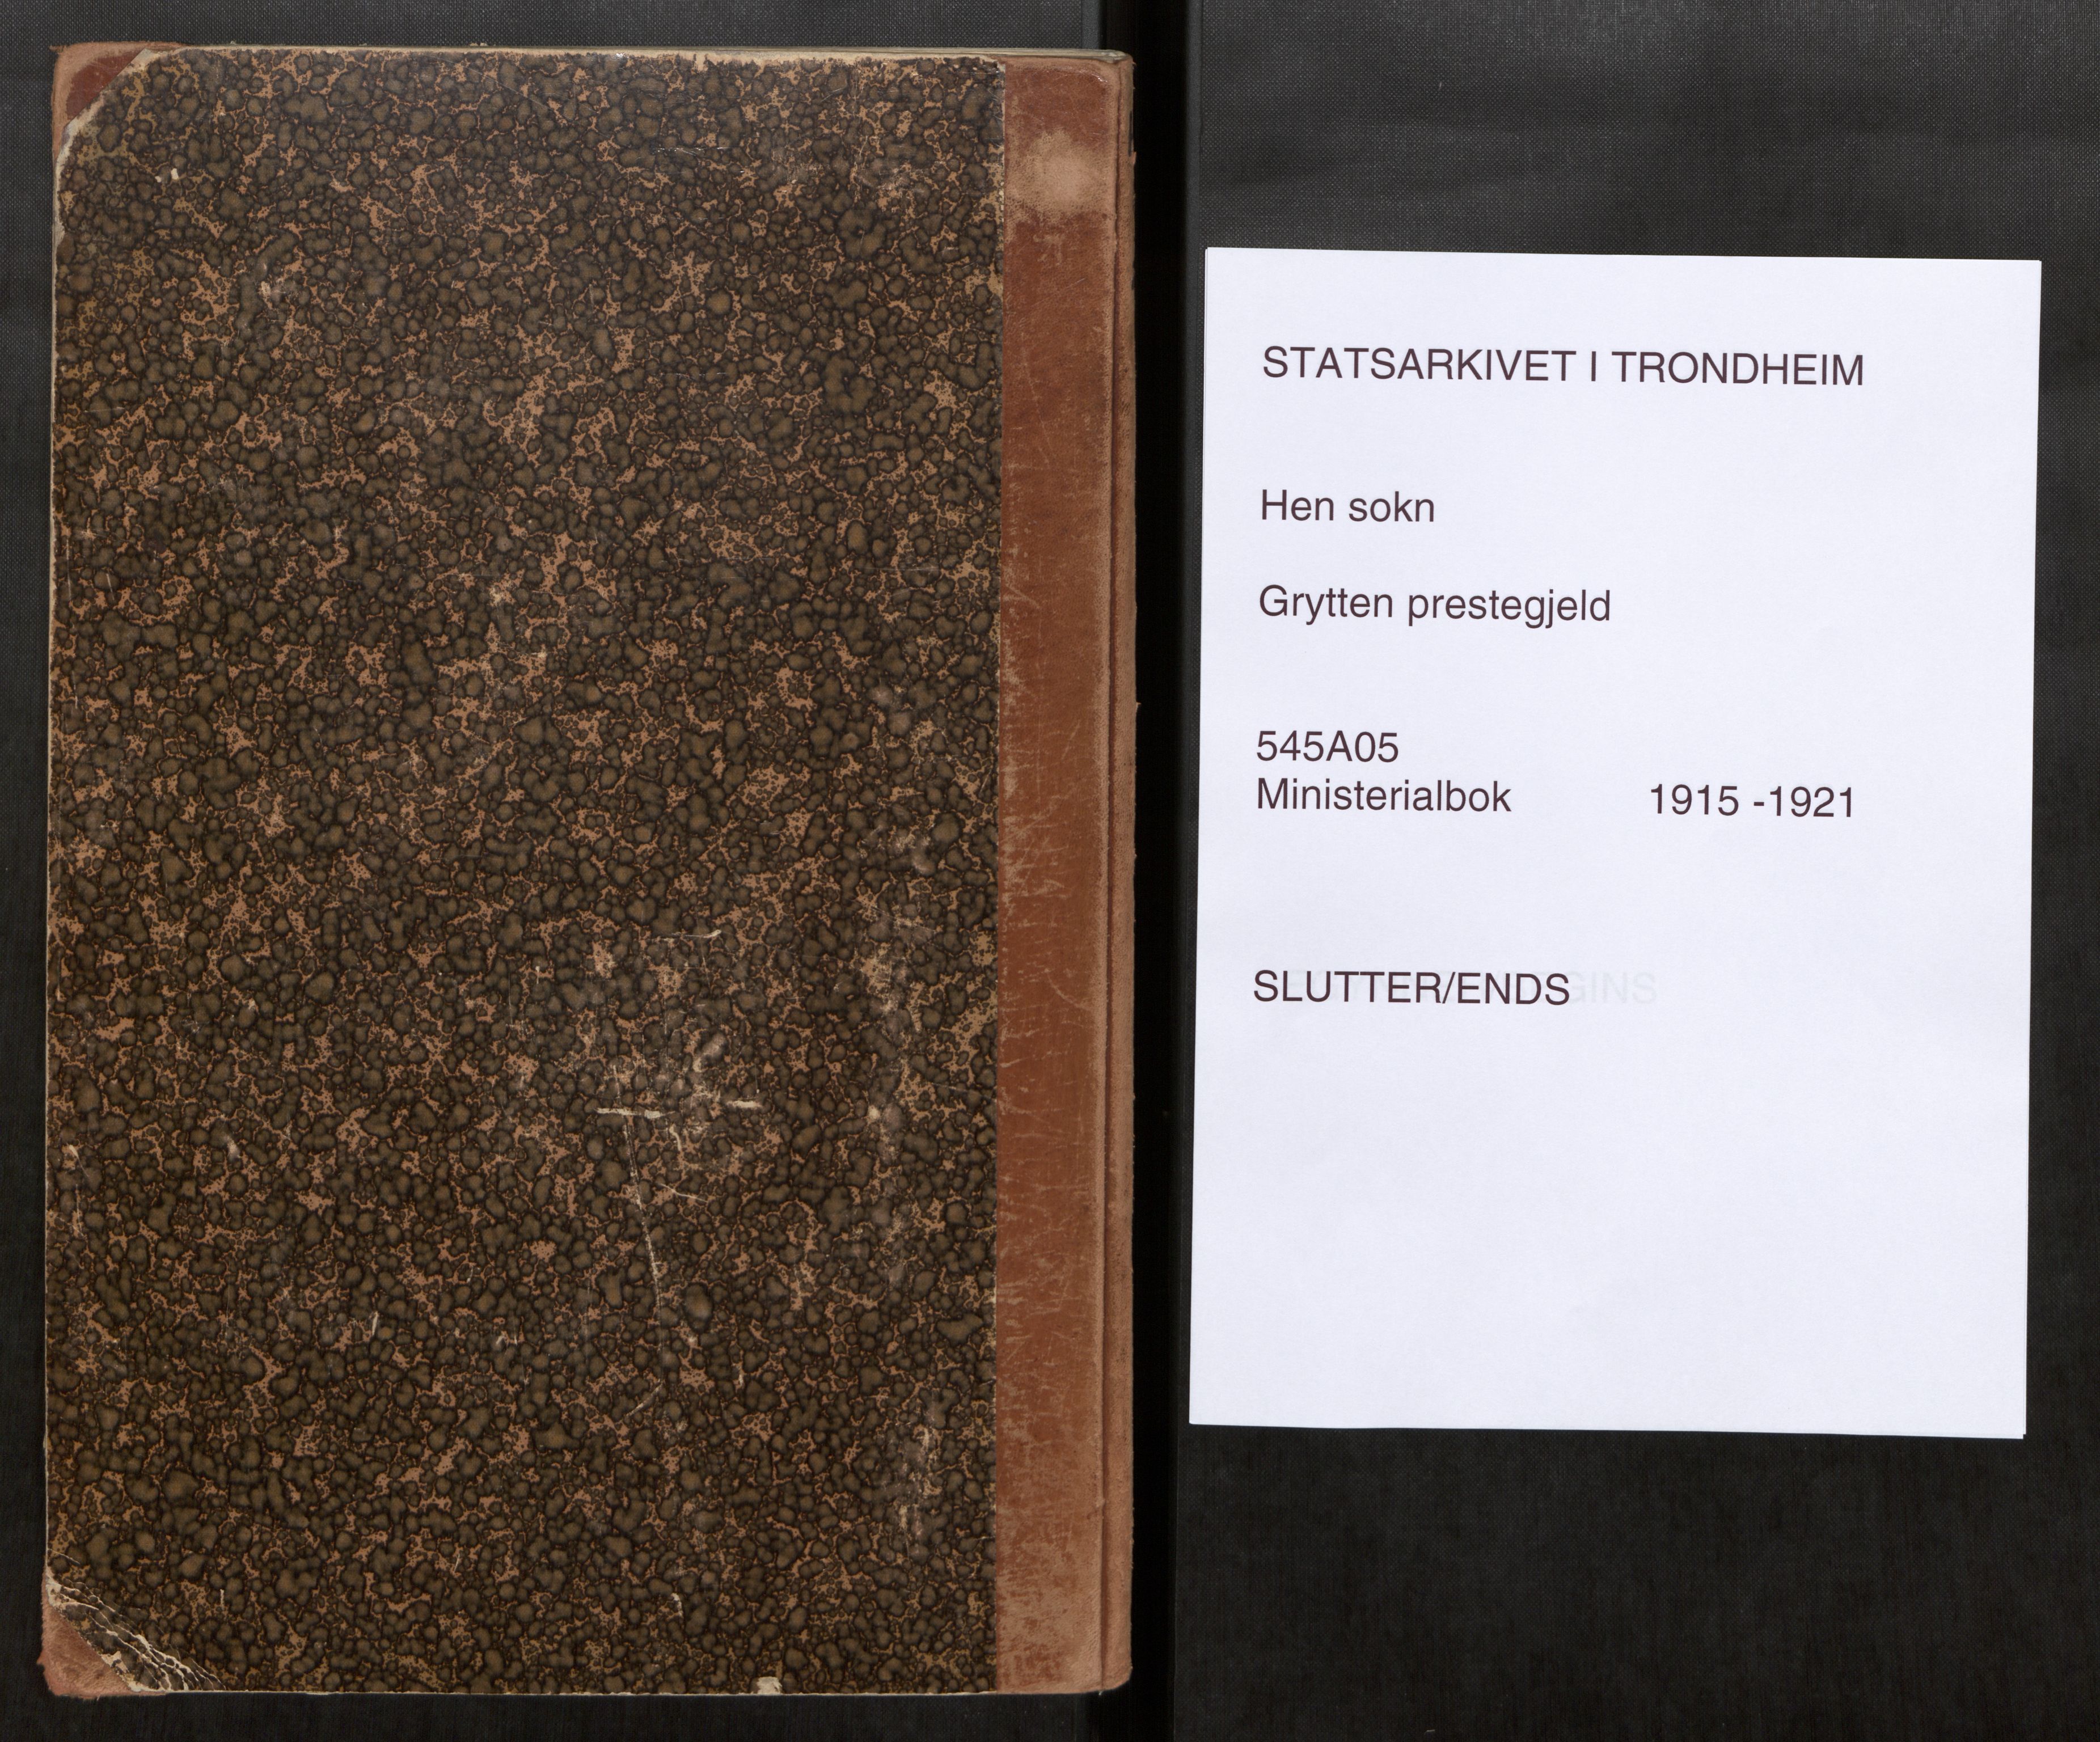 STATSARKIVET I TRONDHEIM
Hen sokn
Grytten prestegjeld
545A05
Ministerialbok 1915 -1921
SLUTTER/ENDS